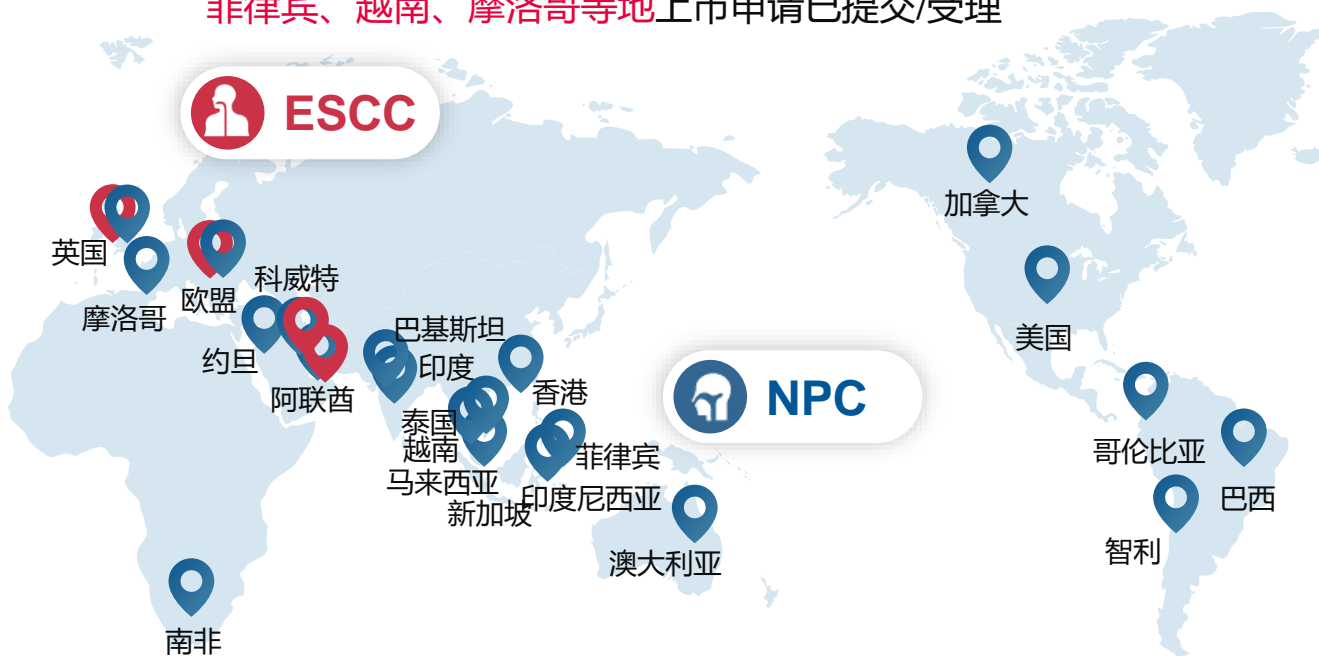 菲律宾、越南、摩洛哥等地上市申请已提交/受理
ESCC
加拿大
英国
科威特
欧盟
摩洛哥
巴基斯坦
美国
约旦
印度
阿联酋
香港
NPC
泰国
越南
菲律宾
哥伦比亚
马来西亚
印度尼西亚
巴西
新加坡
智利
澳大利亚
南非